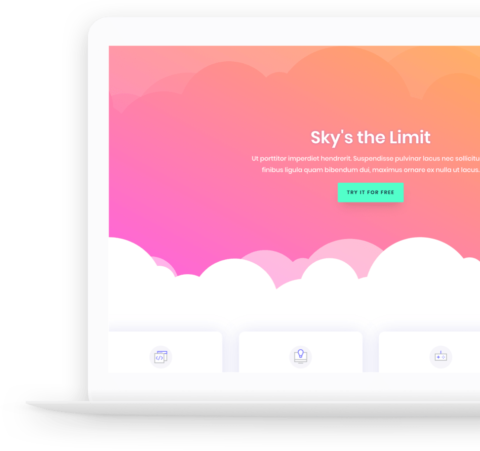 Sky's the Limit
Ut porttitor imperdiet hendrerit. Suspendisse pulvinar lacus nec
finibus ligula quam bibendum dui, maximus ornare ex nulla ut lacus.
TRY IT FOR FREE